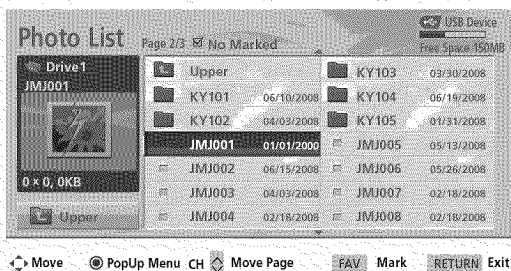 USB Device
Photo List
Page 2/3 No Marked
Free Space 150MB
Drive1
JMJ001
0 × 0, 0KB
Upper
Upper
KY101 06/10/2008
KY102 04/03/2008
JMJ001 01/01/2000
JMJ002 06/15/2008
JMJ003 04/03/2008
JMJ004 02/18/2008
KY103 03/30/2008
KY104 06/19/2008
KY105 01/31/2008
JMJ005 05/13/2008
JMJ006 05/26/2008
JMJ007 02/18/2008
JMJ008 02/18/2008
Move PopUp Menu CH Move Page FAV Mark RETURN Exit